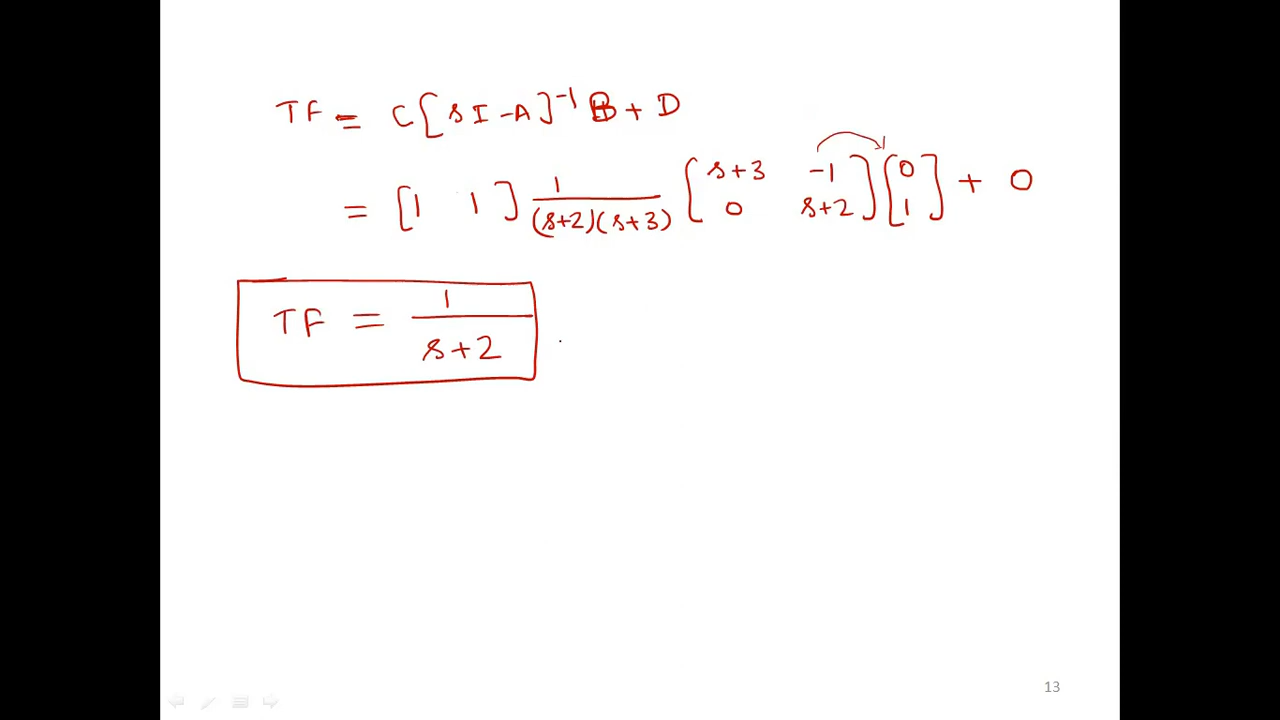 TF = C[sI-A]⁻¹ B + D
= [1 1] 1/((s+2)(s+3)) [s+3 -1; 0 s+2] [0; 1] + 0
TF = 1/(s+2)
13